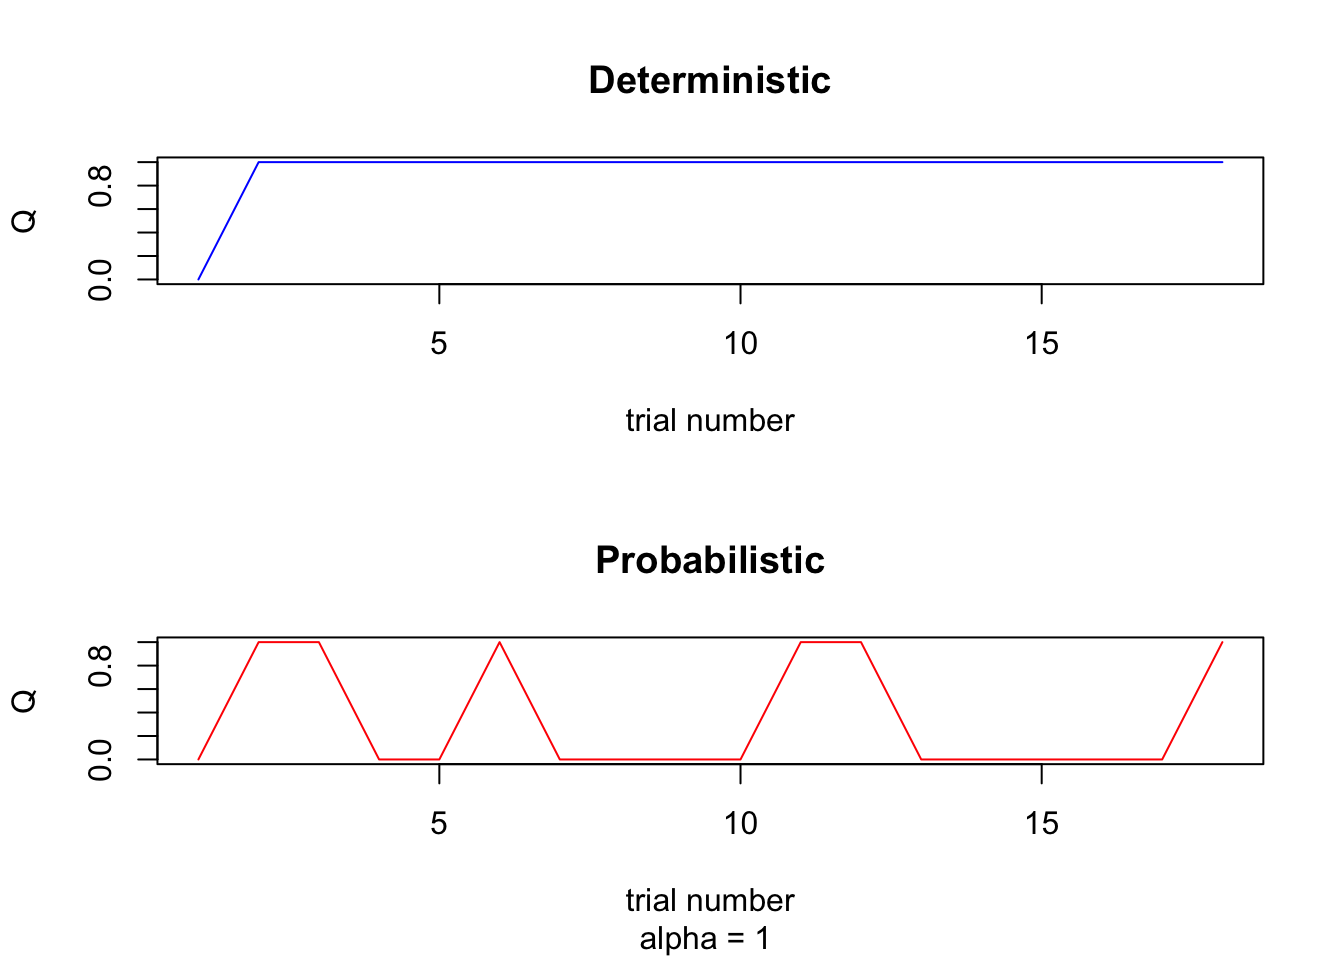 Deterministic
Q
0.8
0.0
5 10 15
trial number
Probabilistic
Q
0.8
0.0
5 10 15
trial number
alpha = 1